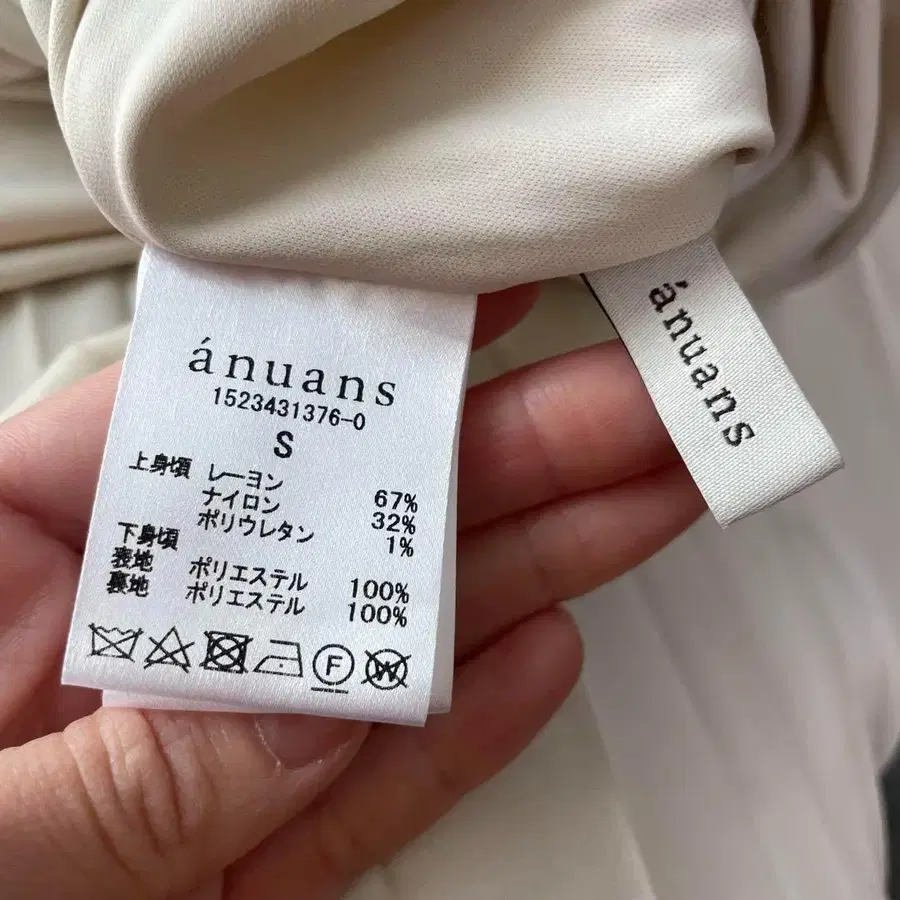 ánuans
1523431376-0
S
上身頃 レーヨン 67%
ナイロン 32%
ポリウレタン 1%
下身頃
表地 ポリエステル 100%
裏地 ポリエステル 100%
F
W
ánuans